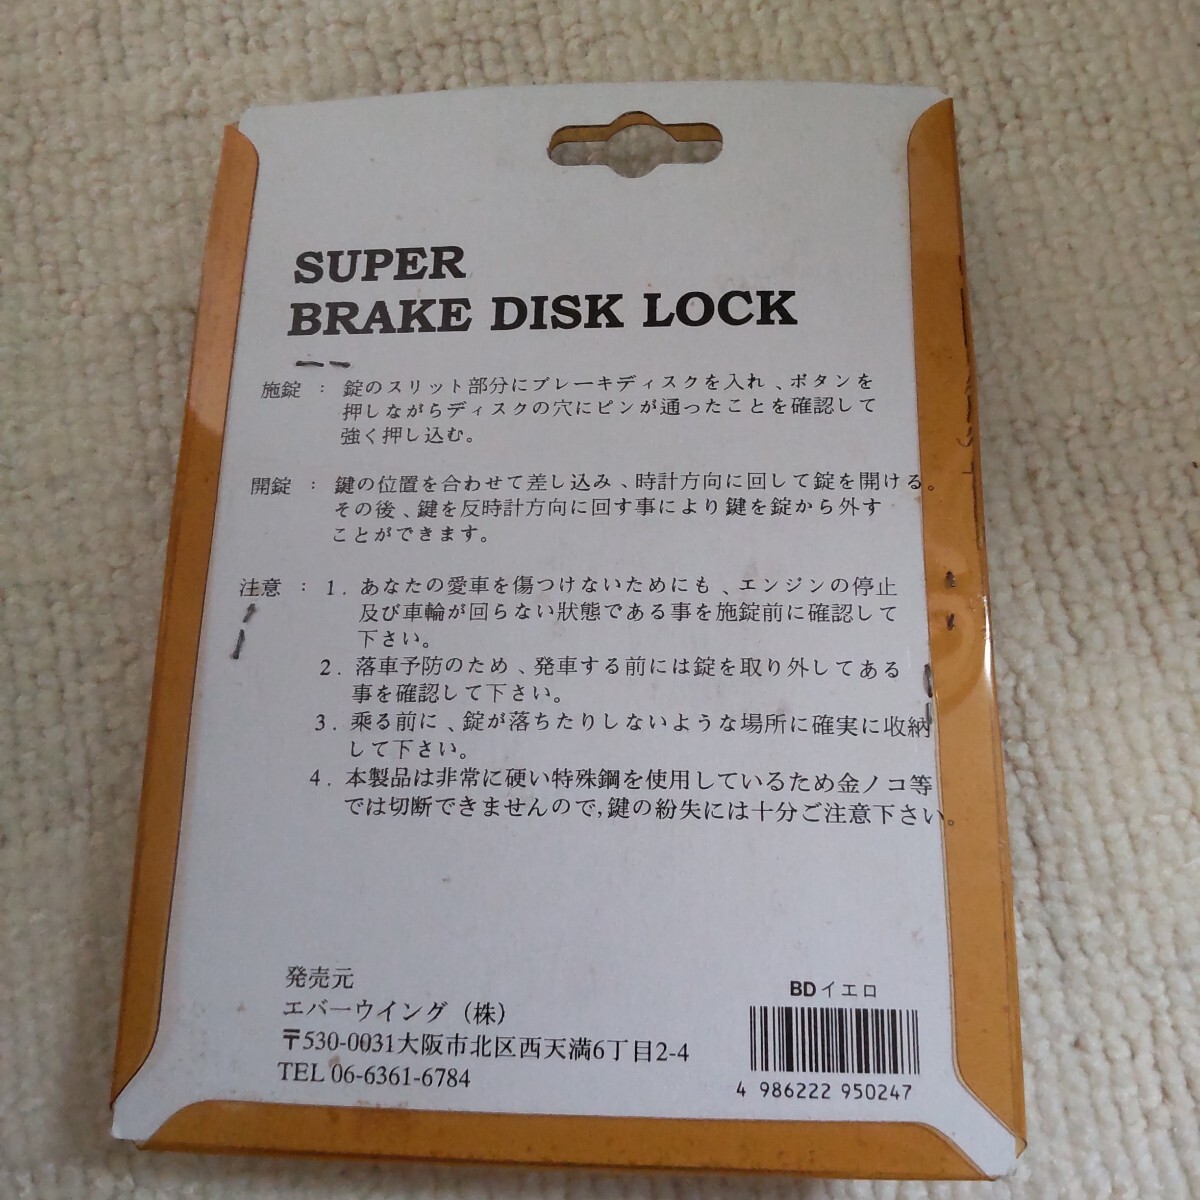 SUPER
BRAKE DISK LOCK
施錠 : 錠のスリット部分にブレーキディスクを入れ、ボタンを
押しながらディスクの穴にピンが通ったことを確認して
強く押し込む。
開錠 : 鍵の位置を合わせて差し込み、時計方向に回して錠を開ける。
その後、鍵を反時計方向に回す事により鍵を錠から外す
ことができます。
注意 : 1. あなたの愛車を傷つけないためにも、エンジンの停止
及び車輪が回らない狀態である事を施錠前に確認して
下さい。
2. 落車予防のため、発車する前には錠を取り外してある
事を確認して下さい。
3. 乘る前に、錠が落ちたりしないような場所に確実に収納
して下さい。
4. 本製品は非常に硬い特殊鋼を使用しているため金ノコ等
では切断できませんので,鍵の紛失には十分ご注意下さい。
発売元
エバーウイング（株）
〒530-0031大阪市北区西天満6丁目2-4
TEL 06-6361-6784
BDイエロ
4 986222 950247